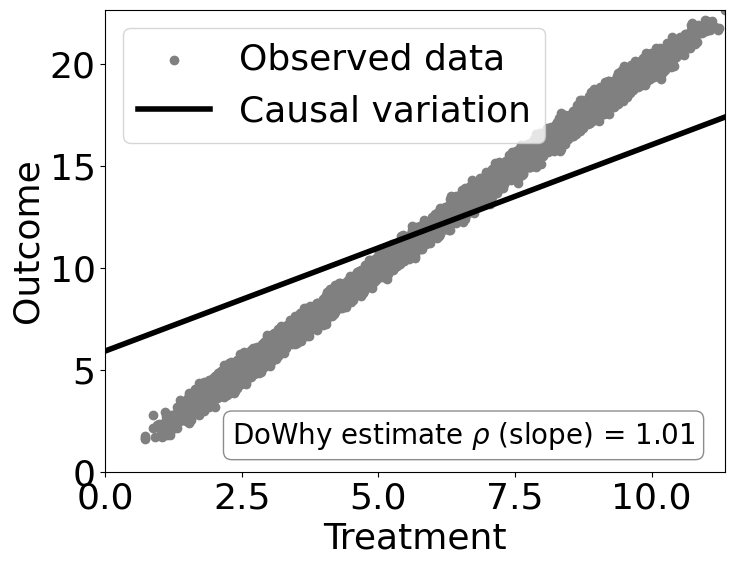 Observed data
Causal variation
Outcome
20
15
10
5
0
DoWhy estimate ρ (slope) = 1.01
0.0 2.5 5.0 7.5 10.0
Treatment